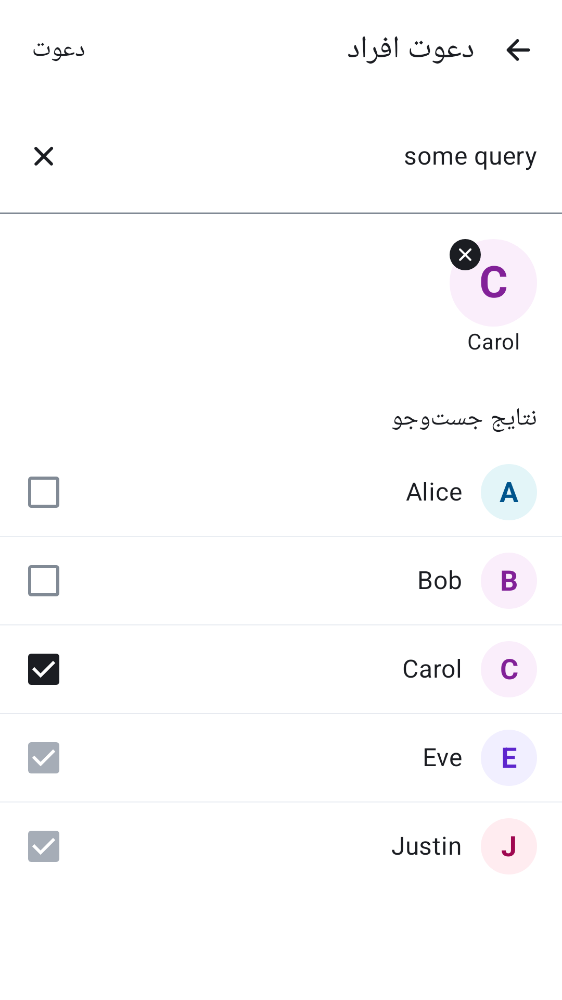 دعوت افراد
دعوت
some query
C
Carol
نتایج جست‌وجو
A Alice
B Bob
C Carol
E Eve
J Justin